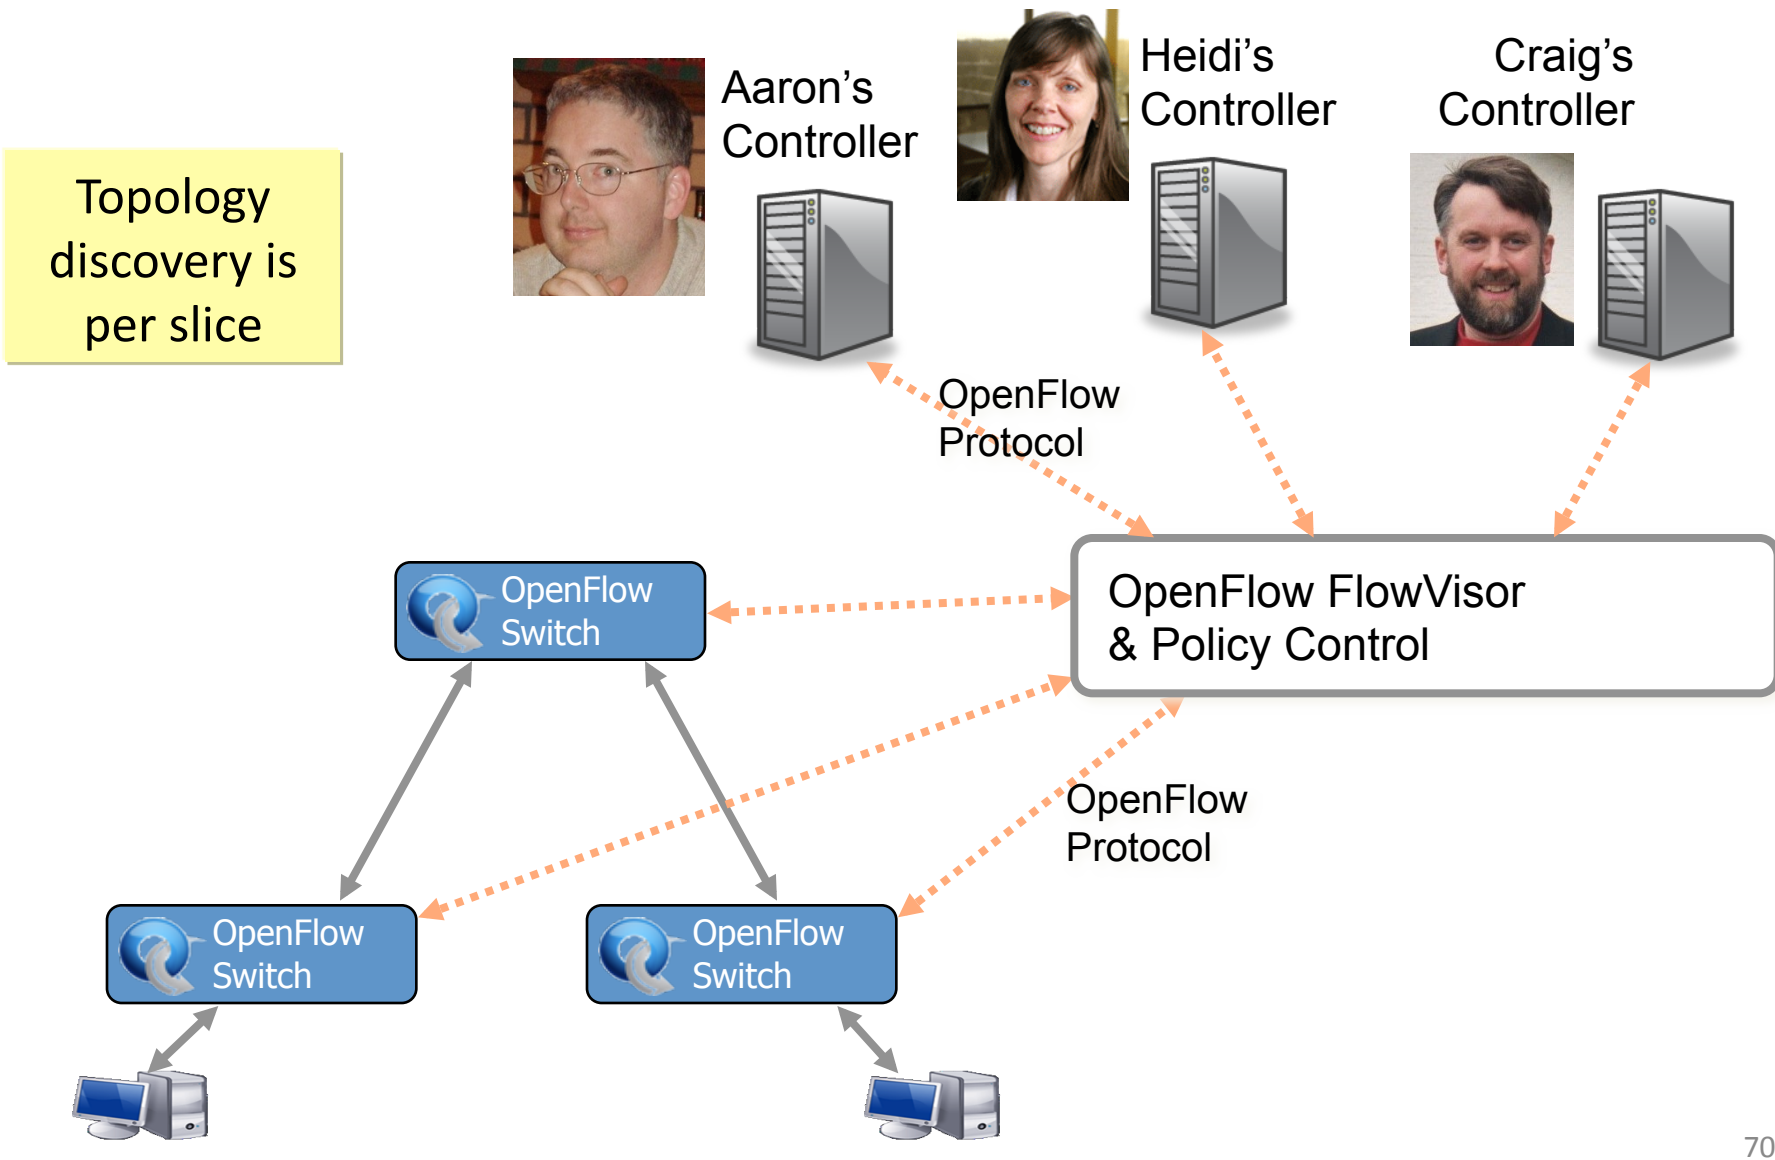 Aaron's
Controller
Heidi's
Controller
Craig's
Controller
Topology
discovery is
per slice
OpenFlow
Protocol
OpenFlow
Switch
OpenFlow FlowVisor
& Policy Control
OpenFlow
Protocol
OpenFlow
Switch
OpenFlow
Switch
70